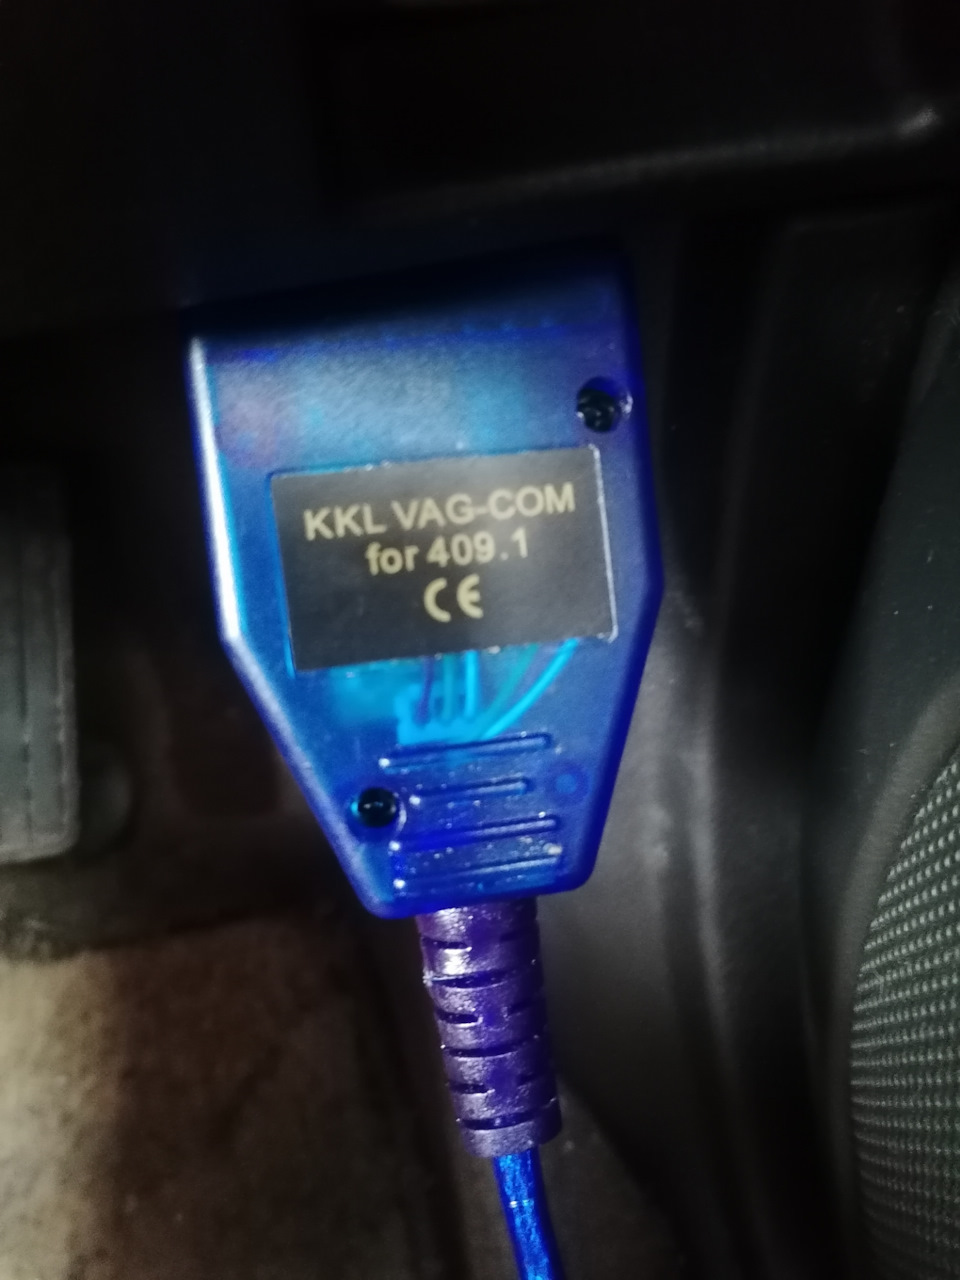 KKL VAG-COM
for 409.1
CE